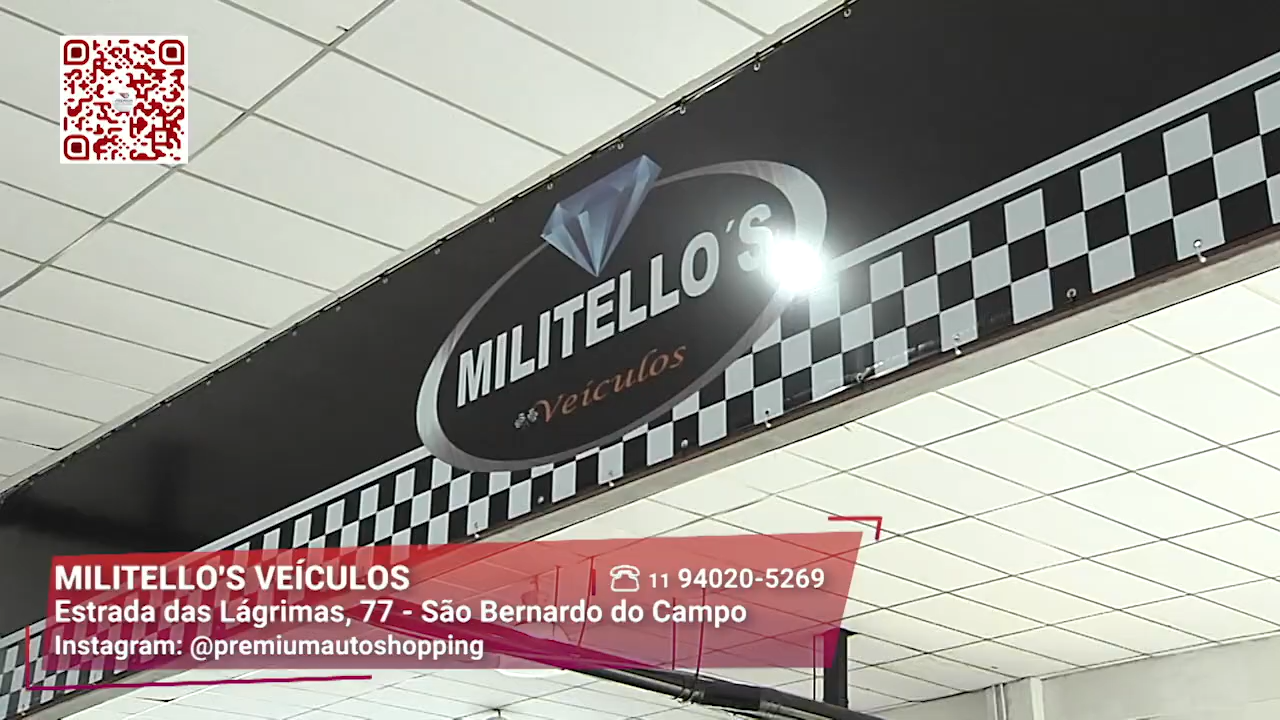 MILITELLO´S
Veículos
MILITELLO'S VEÍCULOS
11 94020-5269
Estrada das Lágrimas, 77 - São Bernardo do Campo
Instagram: @premiumautoshopping